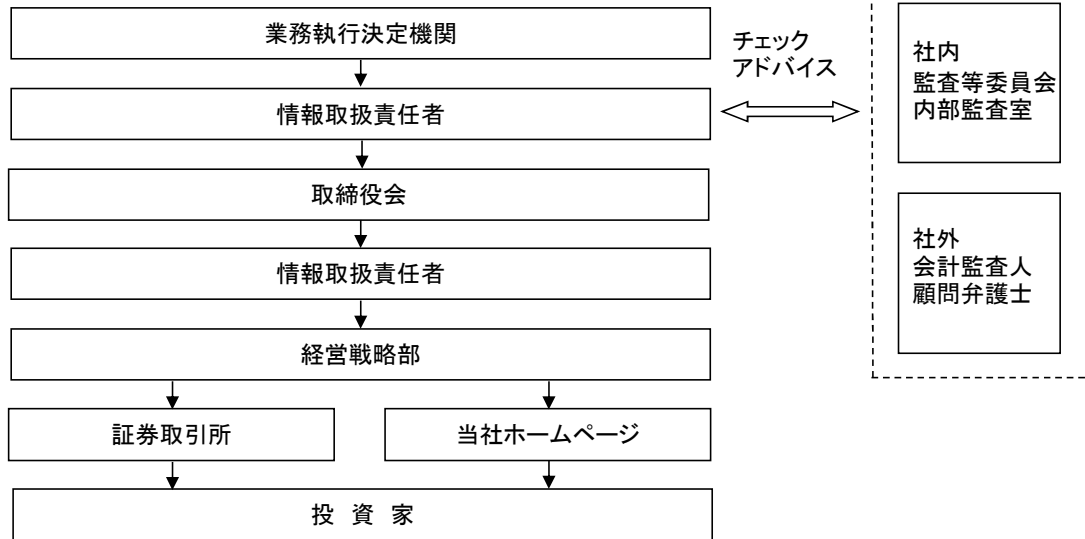 業務執行決定機関
情報取扱責任者
取締役会
情報取扱責任者
経営戦略部
証券取引所
当社ホームページ
投 資 家
チェック
アドバイス
社内
監査等委員会
内部監査室
社外
会計監査人
顧問弁護士